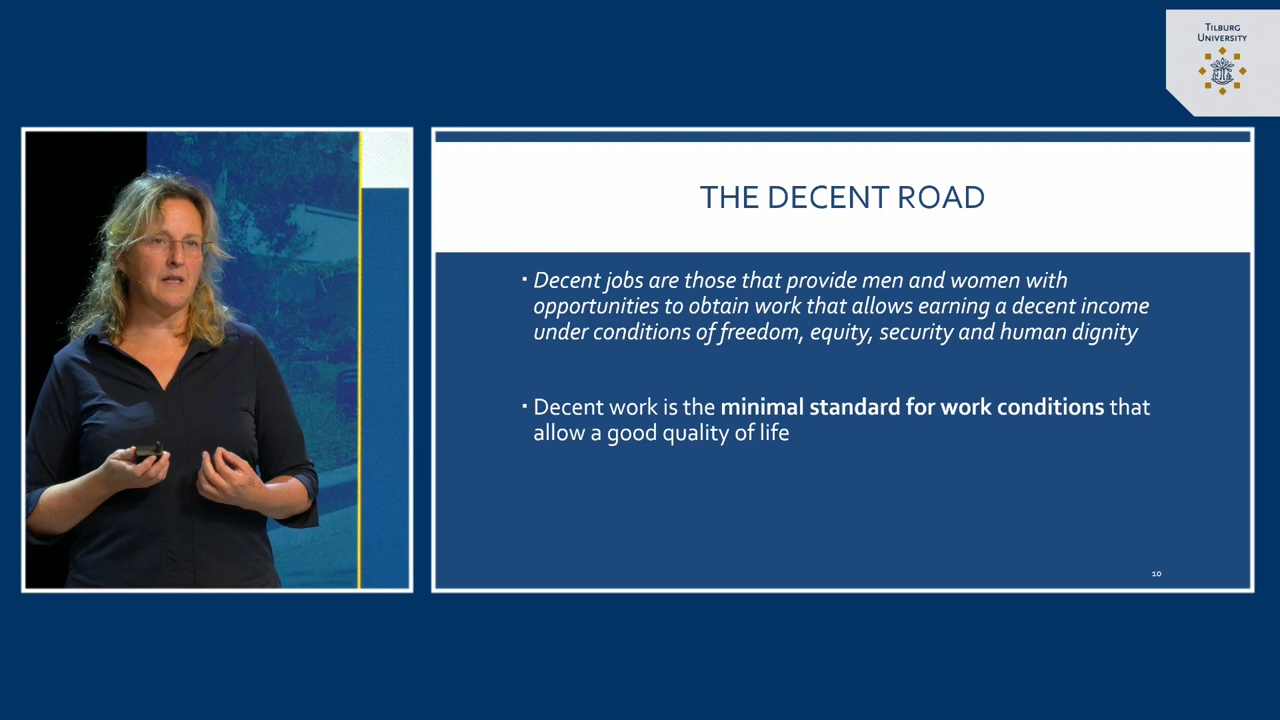 TILBURG
UNIVERSITY
THE DECENT ROAD
▪ Decent jobs are those that provide men and women with
opportunities to obtain work that allows earning a decent income
under conditions of freedom, equity, security and human dignity
▪ Decent work is the minimal standard for work conditions that
allow a good quality of life
10